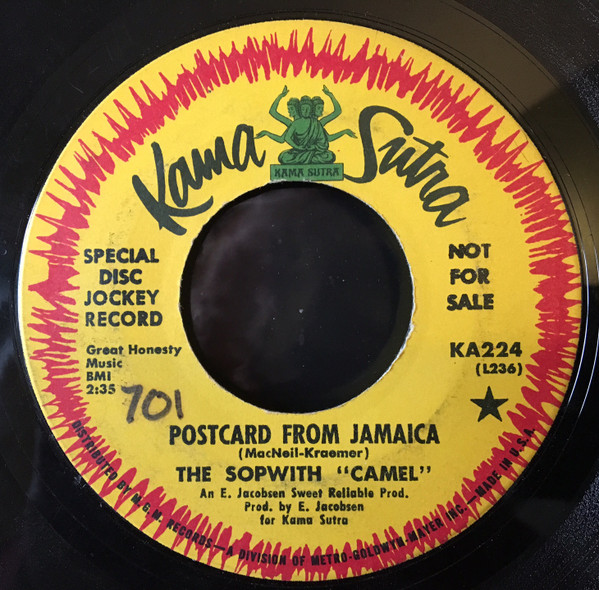 Kama Sutra
KAMA SUTRA
SPECIAL
DISC
JOCKEY
RECORD
NOT
FOR
SALE
Great Honesty
Music
BMI
2:35
701
KA224
(L236)
POSTCARD FROM JAMAICA
(MacNeil-Kraemer)
THE SOPWITH "CAMEL"
An E. Jacobsen Sweet Reliable Prod.
Prod. by E. Jacobsen
for Kama Sutra
DISTRIBUTED BY M.G.M. RECORDS—A DIVISION OF METRO-GOLDWYN-MAYER INC.—MADE IN U.S.A.